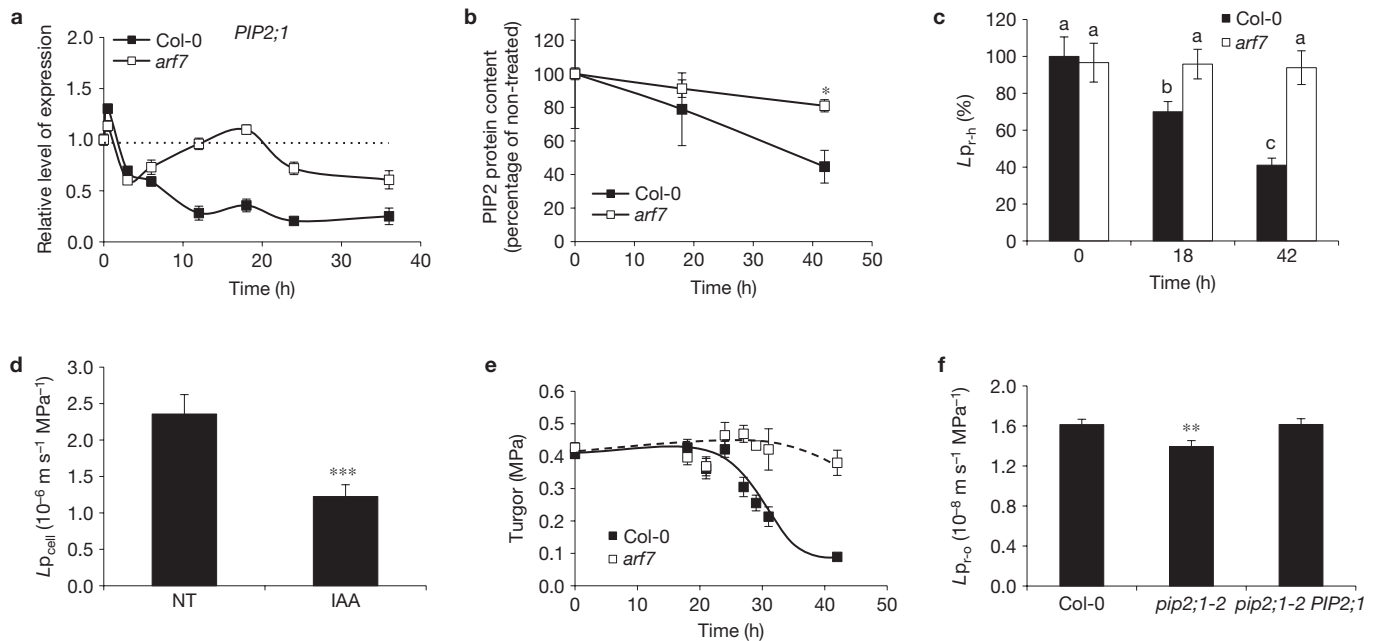 a
PIP2;1
Col-0
arf7
Relative level of expression
2.0
1.5
1.0
0.5
0.0
0 10 20 30 40
Time (h)
b
PIP2 protein content
(percentage of non-treated)
120
100
80
60
40
20
0
*
Col-0
arf7
0 10 20 30 40 50
Time (h)
c
Col-0
arf7
Lp r-h (%)
120
100
80
60
40
20
0
a a
b a
c a
0 18 42
Time (h)
d
Lp cell (10⁻⁶ m s⁻¹ MPa⁻¹)
3.0
2.5
2.0
1.5
1.0
0.5
0.0
***
NT IAA
e
Turgor (MPa)
0.6
0.5
0.4
0.3
0.2
0.1
0.0
Col-0
arf7
0 10 20 30 40 50
Time (h)
f
Lp r-o (10⁻⁸ m s⁻¹ MPa⁻¹)
2.0
1.6
1.2
0.8
0.4
0
**
Col-0 pip2;1-2 pip2;1-2 PIP2;1